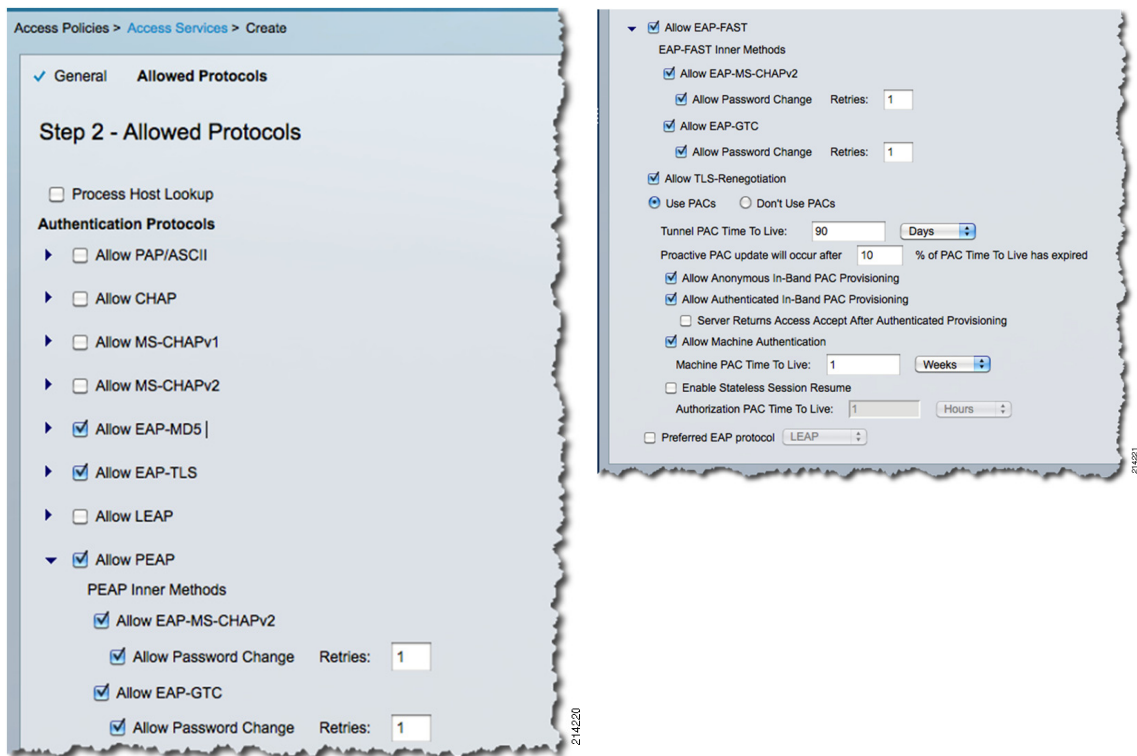 Access Policies > Access Services > Create
General Allowed Protocols
Step 2 - Allowed Protocols
Process Host Lookup
Authentication Protocols
Allow PAP/ASCII
Allow CHAP
Allow MS-CHAPv1
Allow MS-CHAPv2
Allow EAP-MD5
Allow EAP-TLS
Allow LEAP
Allow PEAP
PEAP Inner Methods
Allow EAP-MS-CHAPv2
Allow Password Change Retries: 1
Allow EAP-GTC
Allow Password Change Retries: 1
214220
Allow EAP-FAST
EAP-FAST Inner Methods
Allow EAP-MS-CHAPv2
Allow Password Change Retries: 1
Allow EAP-GTC
Allow Password Change Retries: 1
Allow TLS-Renegotiation
Use PACs Don't Use PACs
Tunnel PAC Time To Live: 90 Days
Proactive PAC update will occur after 10 % of PAC Time To Live has expired
Allow Anonymous In-Band PAC Provisioning
Allow Authenticated In-Band PAC Provisioning
Server Returns Access Accept After Authenticated Provisioning
Allow Machine Authentication
Machine PAC Time To Live: 1 Weeks
Enable Stateless Session Resume
Authorization PAC Time To Live: 1 Hours
Preferred EAP protocol LEAP
214221